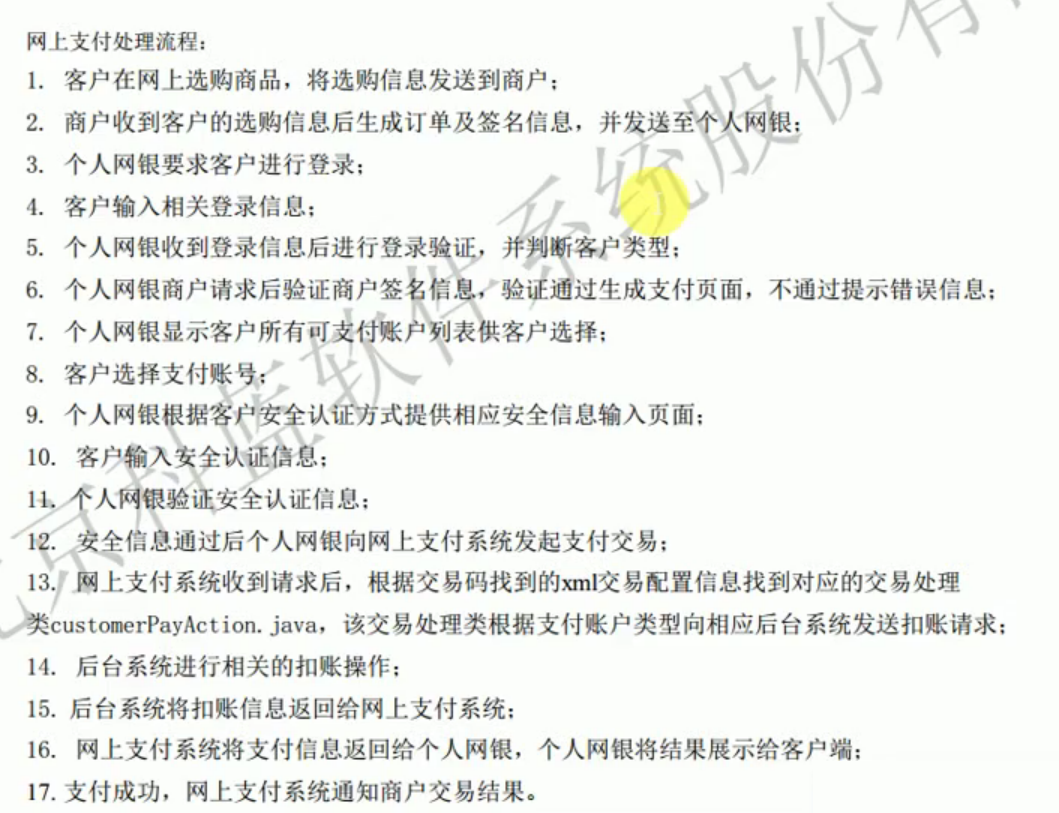 网上支付处理流程：
1. 客户在网上选购商品，将选购信息发送到商户；
2. 商户收到客户的选购信息后生成订单及签名信息，并发送至个人网银；
3. 个人网银要求客户进行登录；
4. 客户输入相关登录信息；
5. 个人网银收到登录信息后进行登录验证，并判断客户类型；
6. 个人网银商户请求后验证商户签名信息，验证通过生成支付页面，不通过提示错误信息；
7. 个人网银显示客户所有可支付账户列表供客户选择；
8. 客户选择支付账号；
9. 个人网银根据客户安全认证方式提供相应安全信息输入页面；
10. 客户输入安全认证信息；
11. 个人网银验证安全认证信息；
12. 安全信息通过后个人网银向网上支付系统发起支付交易；
13. 网上支付系统收到请求后，根据交易码找到的xml交易配置信息找到对应的交易处理
类customerPayAction.java，该交易处理类根据支付账户类型向相应后台系统发送扣账请求；
14. 后台系统进行相关的扣账操作；
15. 后台系统将扣账信息返回给网上支付系统；
16. 网上支付系统将支付信息返回给个人网银，个人网银将结果展示给客户端；
17. 支付成功，网上支付系统通知商户交易结果。
北京科蓝软件系统股份有